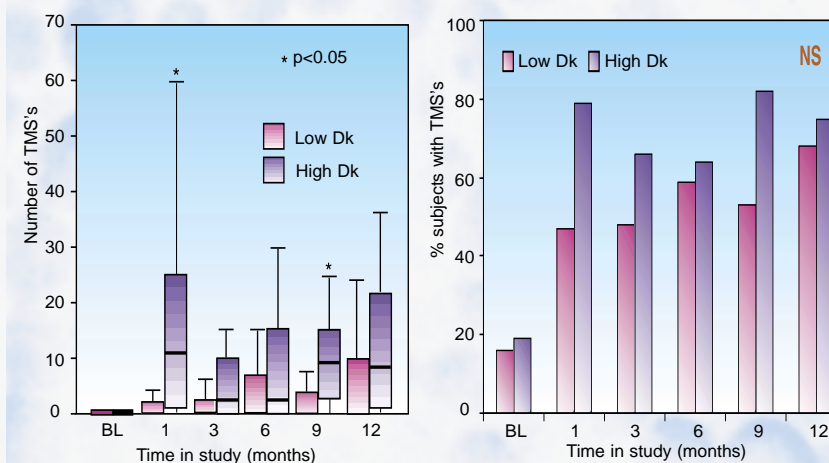 70
60
50
40
30
20
10
0
Number of TMS's
*
* p<0.05
Low Dk
High Dk
*
BL 1 3 6 9 12
Time in study (months)
100
80
60
40
20
0
% subjects with TMS's
Low Dk High Dk
NS
BL 1 3 6 9 12
Time in study (months)